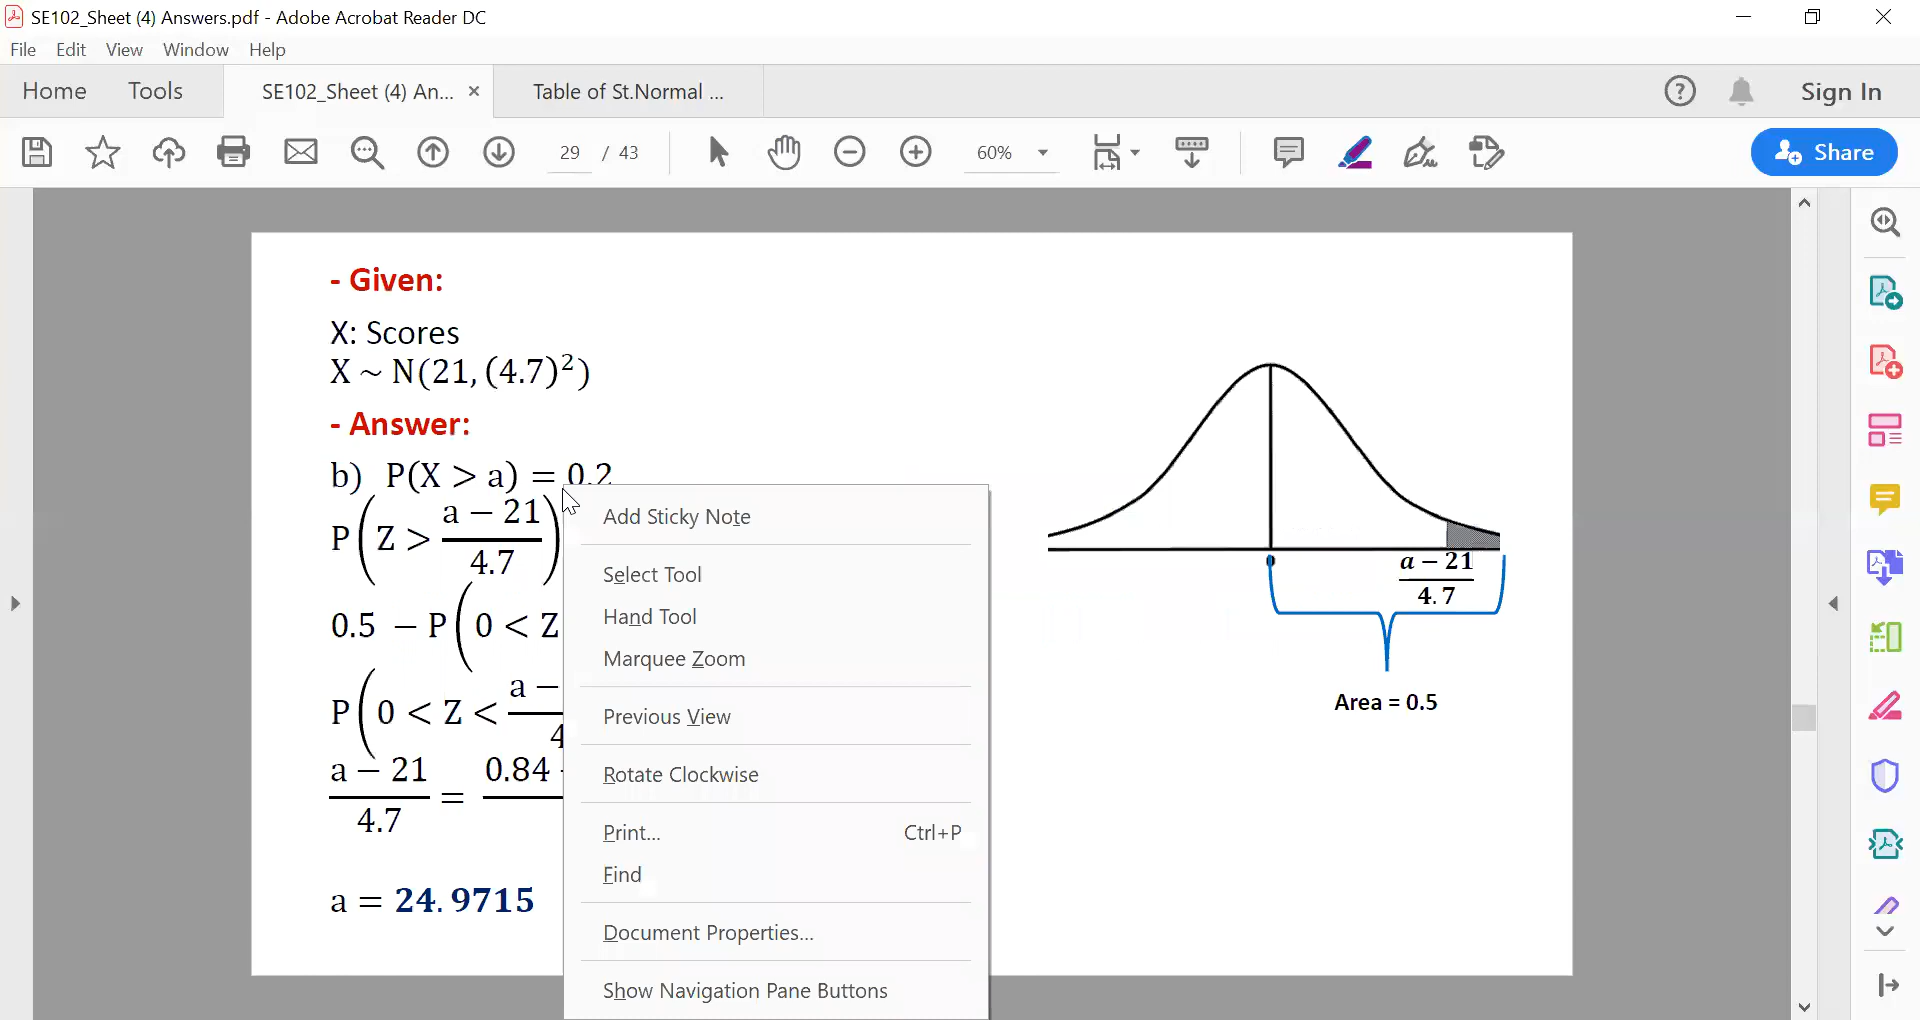 SE102_Sheet (4) Answers.pdf - Adobe Acrobat Reader DC
File Edit View Window Help
Home Tools SE102_Sheet (4) An... × Table of St.Normal ... Sign In
29 / 43 60% Share
- Given:
X: Scores
X ~ N(21, (4.7)²)
- Answer:
b) P(X > a) = 0.2
P(Z > (a − 21)/4.7)
0.5 − P(0 < Z
P(0 < Z < a −
4
(a − 21)/4.7 = 0.84
a = 24.9715
Add Sticky Note
Select Tool
Hand Tool
Marquee Zoom
Previous View
Rotate Clockwise
Print... Ctrl+P
Find
Document Properties...
Show Navigation Pane Buttons
0
(a − 21)/4.7
Area = 0.5